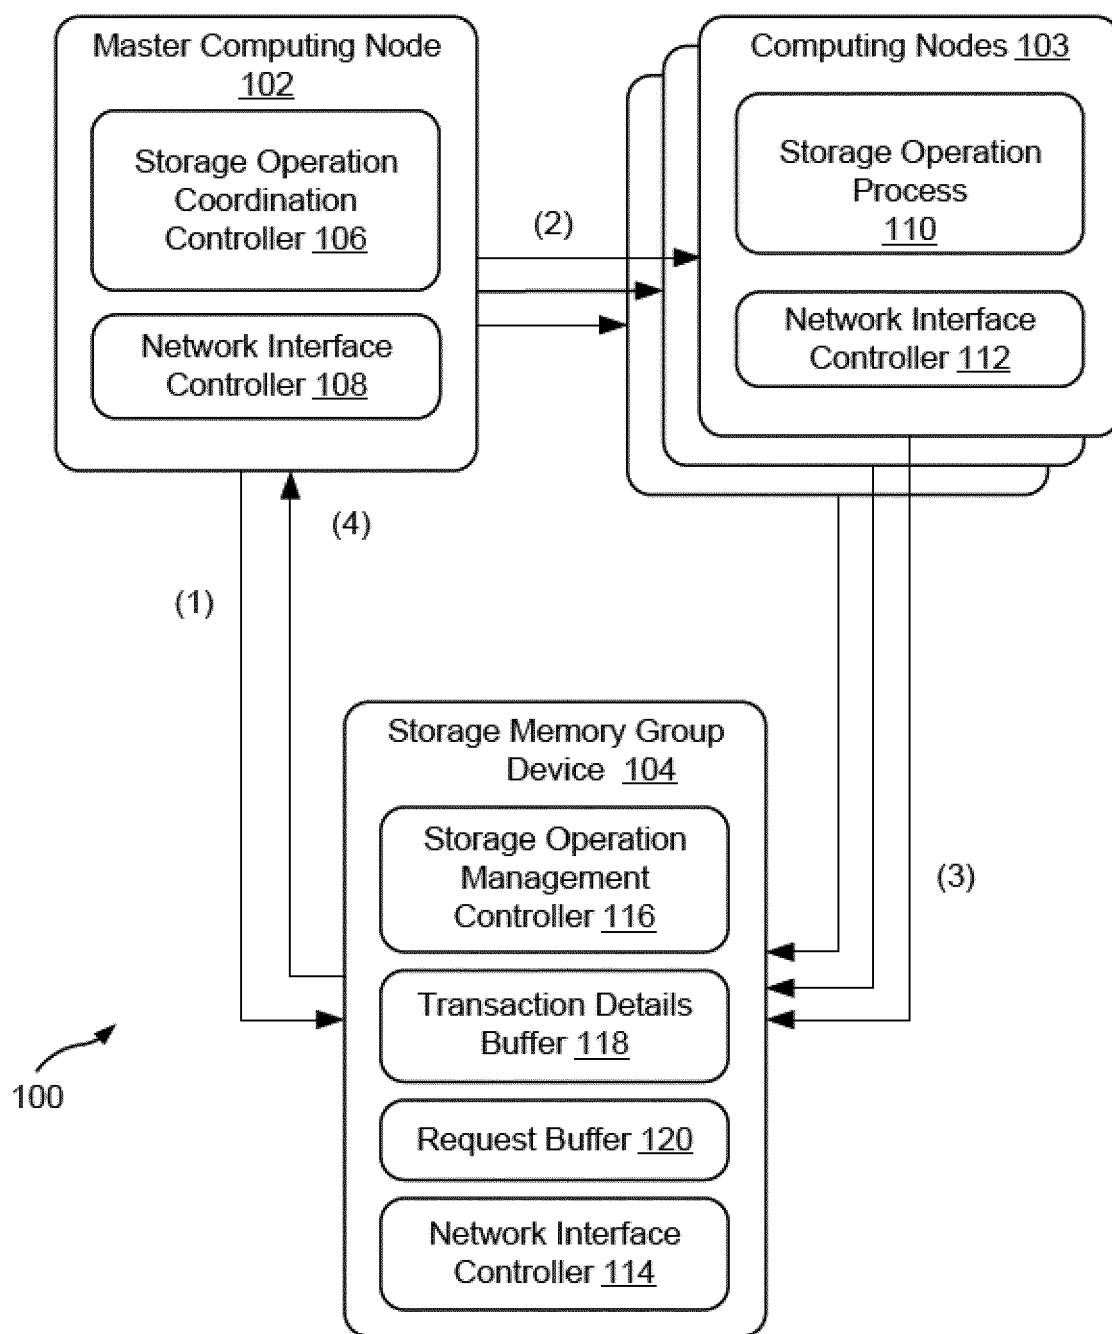 Master Computing Node
102
Storage Operation
Coordination
Controller 106
Network Interface
Controller 108
(2)
Computing Nodes 103
Storage Operation
Process
110
Network Interface
Controller 112
(4)
(1)
(3)
Storage Memory Group
Device 104
Storage Operation
Management
Controller 116
Transaction Details
Buffer 118
Request Buffer 120
Network Interface
Controller 114
100